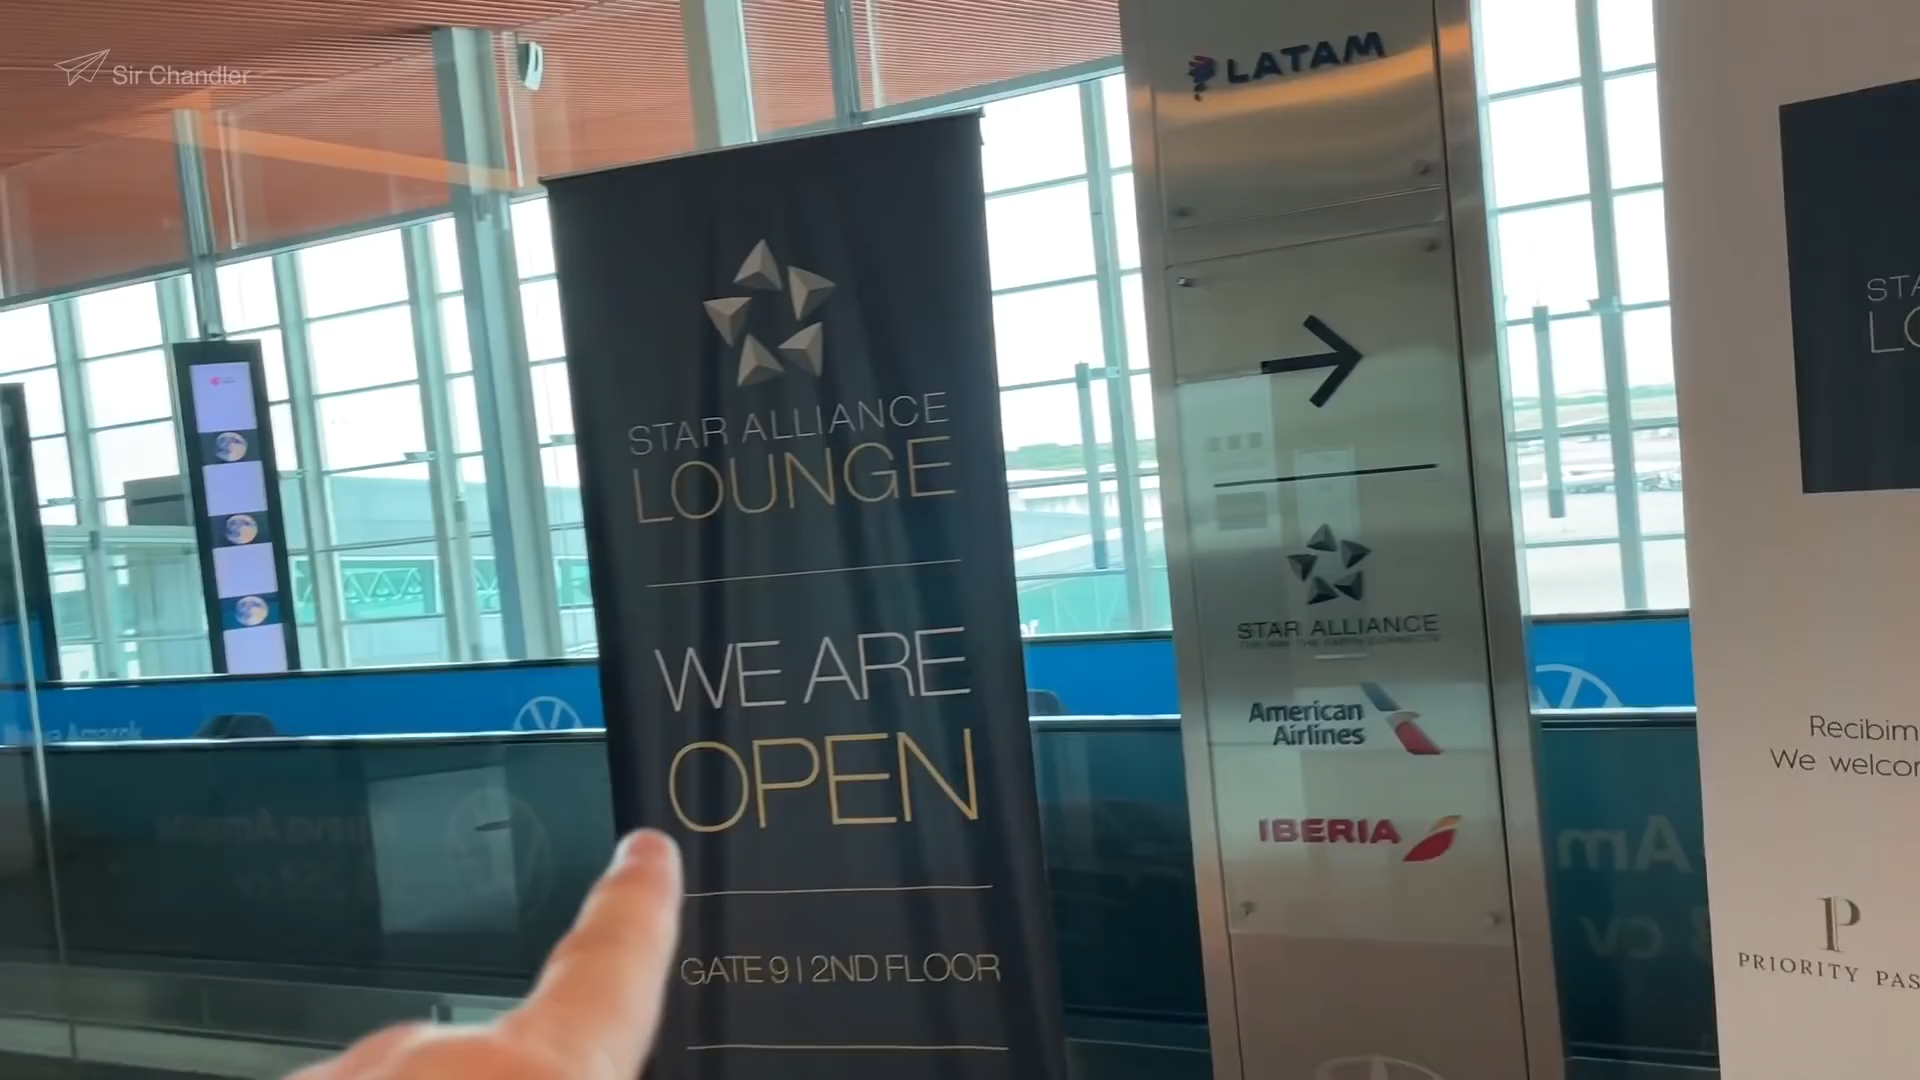 Sir Chandler
LATAM
STAR ALLIANCE
LOUNGE
WE ARE
OPEN
GATE 9 | 2ND FLOOR
STAR ALLIANCE
American
Airlines
IBERIA
STA
LO
Recibim
We welcom
PRIORITY PAS